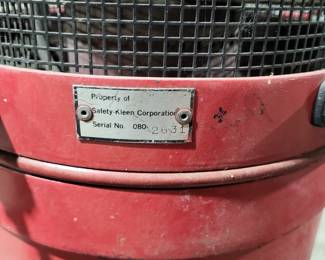 Property of
Safety-Kleen Corporation
Serial No. 080-2631